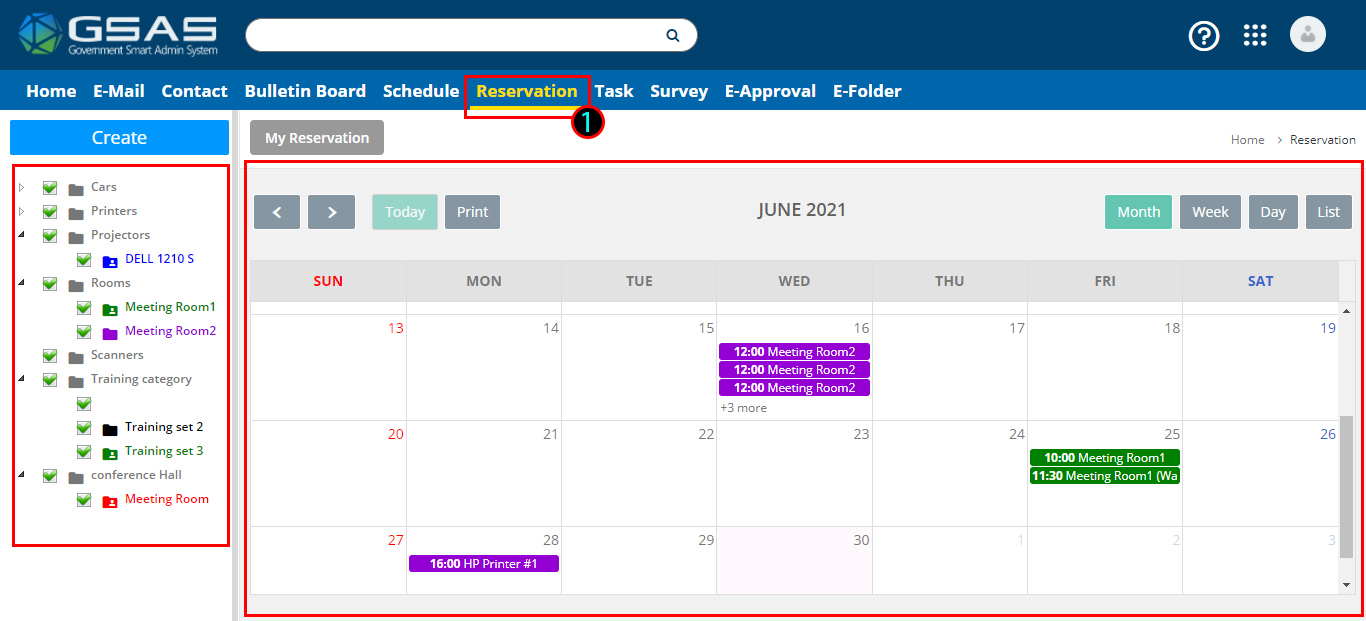 GSAS
Government Smart Admin System
Home E-Mail Contact Bulletin Board Schedule Reservation Task Survey E-Approval E-Folder
1
Create
My Reservation
Home > Reservation
Cars
Printers
Projectors
DELL 1210 S
Rooms
Meeting Room1
Meeting Room2
Scanners
Training category
Training set 2
Training set 3
conference Hall
Meeting Room
< > Today Print
JUNE 2021
Month Week Day List
SUN MON TUE WED THU FRI SAT
13 14 15 16 17 18 19
12:00 Meeting Room2
12:00 Meeting Room2
12:00 Meeting Room2
+3 more
20 21 22 23 24 25 26
10:00 Meeting Room1
11:30 Meeting Room1 (Wa
27 28 29 30 1 2 3
16:00 HP Printer #1